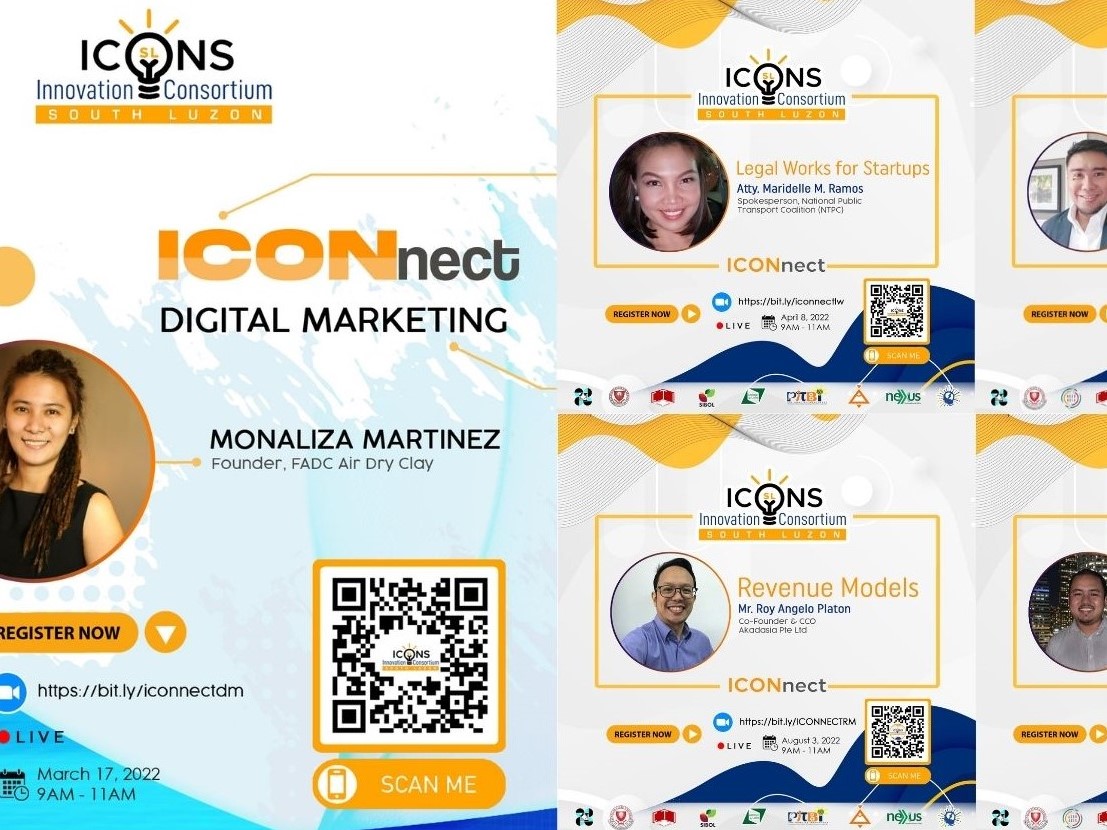 ICONS
SL
Innovation Consortium
SOUTH LUZON
ICONnect
DIGITAL MARKETING
MONALIZA MARTINEZ
Founder, FADC Air Dry Clay
REGISTER NOW
https://bit.ly/iconnectdm
LIVE
March 17, 2022
9AM - 11AM
ICONS
Innovation Consortium
SOUTH LUZON
SCAN ME
ICONS
SL
Innovation Consortium
SOUTH LUZON
Legal Works for Startups
Atty. Maridelle M. Ramos
Spokesperson, National Public
Transport Coalition (NTPC)
ICONnect
REGISTER NOW
https://bit.ly/iconnectlw
LIVE
April 8, 2022
9AM - 11AM
SCAN ME
SIBOL
PITBI
nexus
ICONS
SL
Innovation Consortium
SOUTH LUZON
Revenue Models
Mr. Roy Angelo Platon
Co-Founder & CCO
Akadasia Pte Ltd
ICONnect
REGISTER NOW
https://bit.ly/ICONNECTRM
LIVE
August 3, 2022
9AM - 11AM
SCAN ME
SIBOL
PITBI
nexus
REGISTER NOW
REGISTER NOW